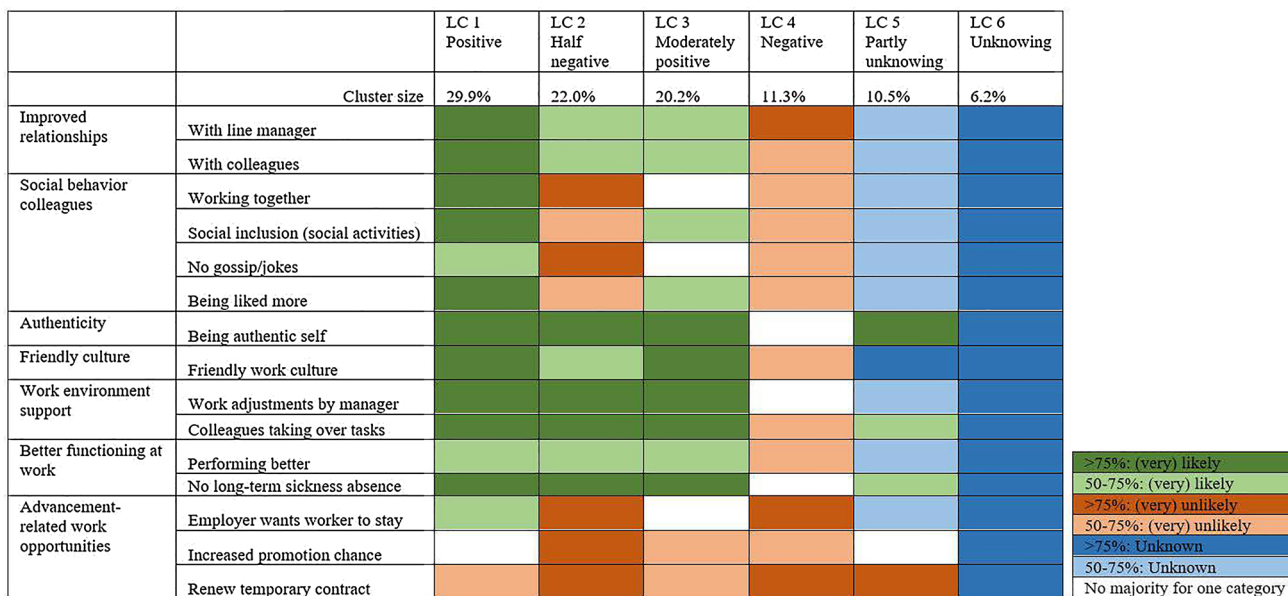 LC 1 LC 2 LC 3 LC 4 LC 5 LC 6
Positive Half Moderately Negative Partly Unknowing
negative positive unknowing
Cluster size 29.9% 22.0% 20.2% 11.3% 10.5% 6.2%
Improved
relationships
With line manager
With colleagues
Social behavior
colleagues
Working together
Social inclusion (social activities)
No gossip/jokes
Being liked more
Authenticity
Being authentic self
Friendly culture
Friendly work culture
Work environment
support
Work adjustments by manager
Colleagues taking over tasks
Better functioning at
work
Performing better
No long-term sickness absence
Advancement-
related work
opportunities
Employer wants worker to stay
Increased promotion chance
Renew temporary contract
>75%: (very) likely
50-75%: (very) likely
>75%: (very) unlikely
50-75%: (very) unlikely
>75%: Unknown
50-75%: Unknown
No majority for one category